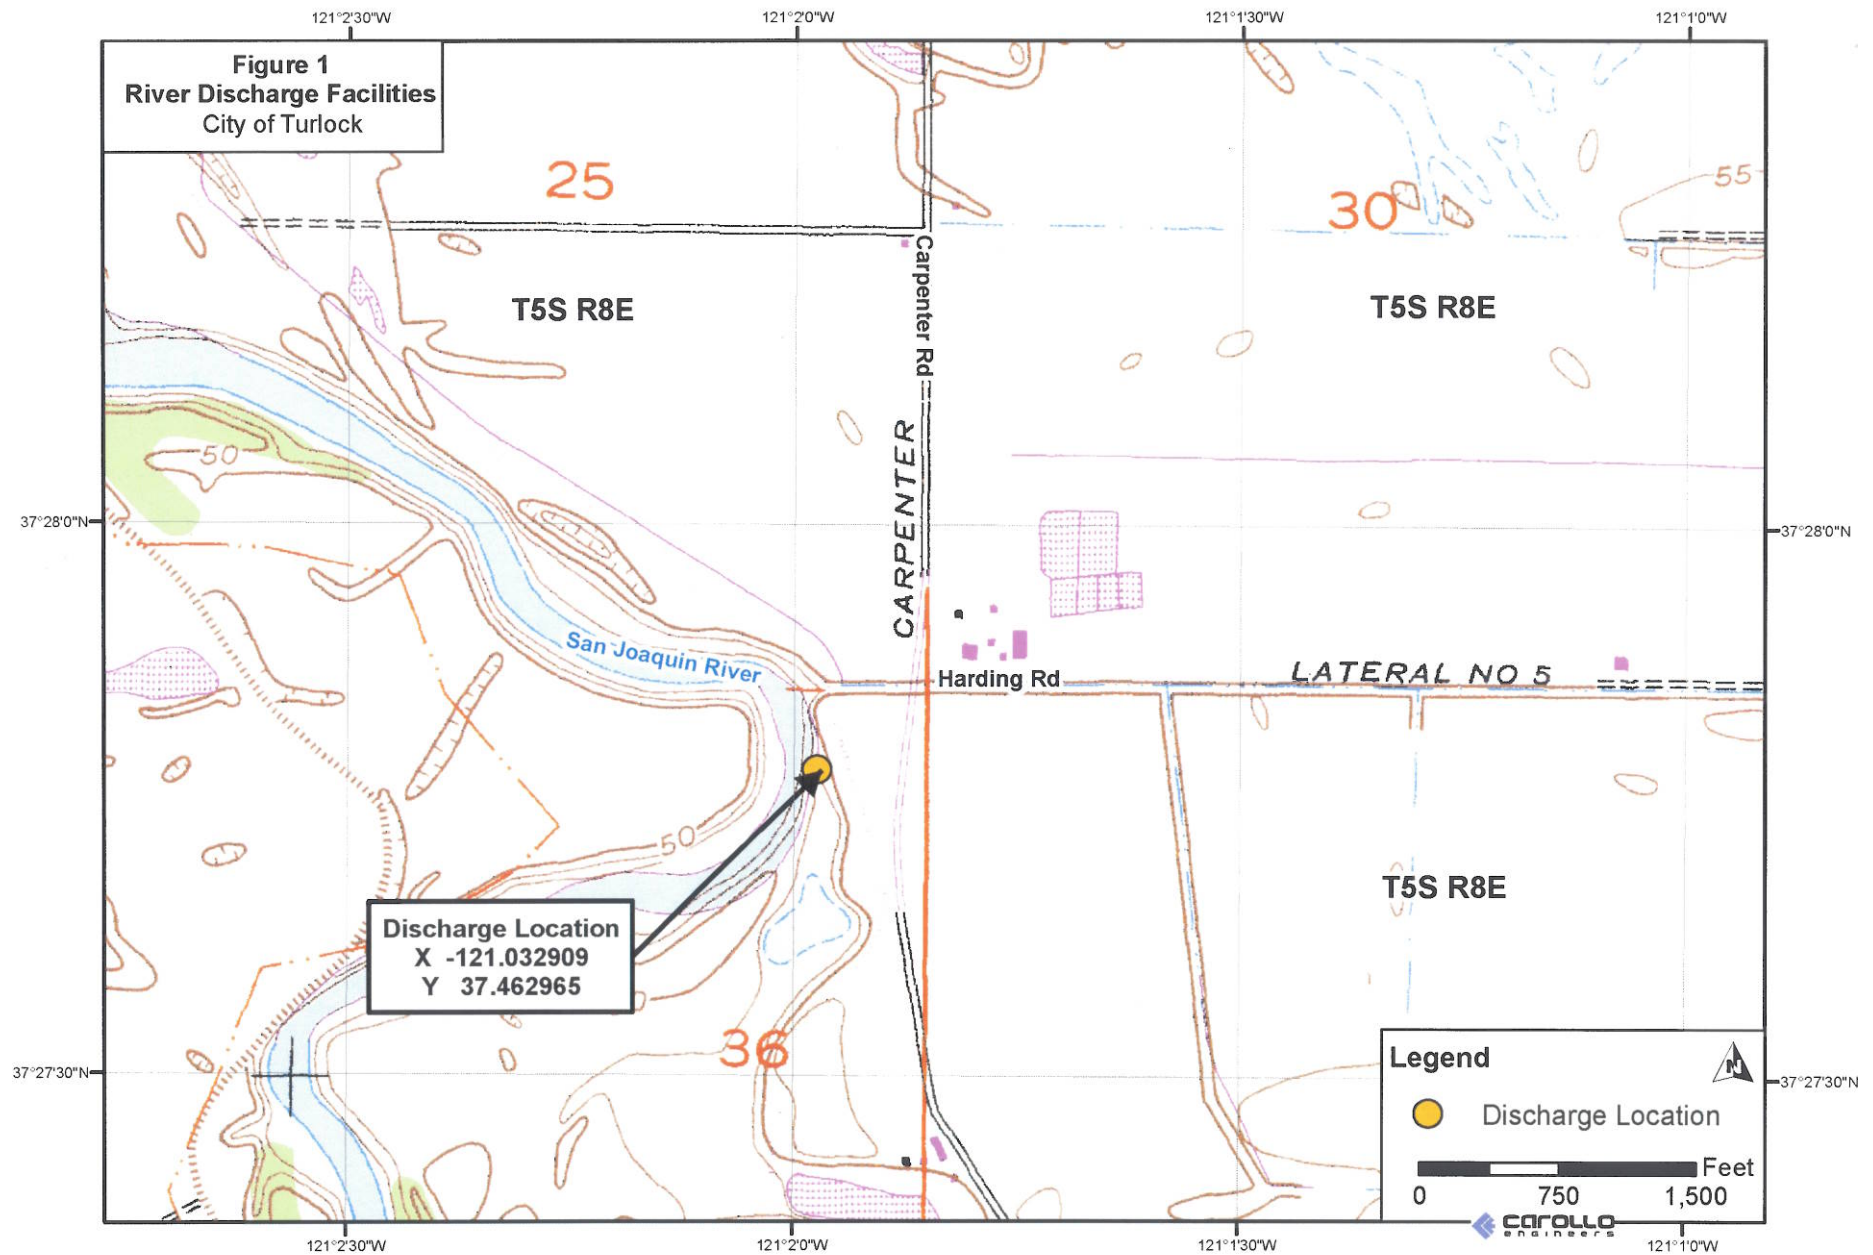 121°2'30"W
121°2'0"W
121°1'30"W
121°1'0"W
Figure 1
River Discharge Facilities
City of Turlock
25
30
55
Carpenter Rd
T5S R8E
T5S R8E
CARPENTER
50
37°28'0"N
37°28'0"N
San Joaquin River
Harding Rd
LATERAL NO 5
50
T5S R8E
Discharge Location
X -121.032909
Y 37.462965
36
37°27'30"N
37°27'30"N
Legend
N
Discharge Location
Feet
0
750
1,500
carollo
engineers
121°2'30"W
121°2'0"W
121°1'30"W
121°1'0"W